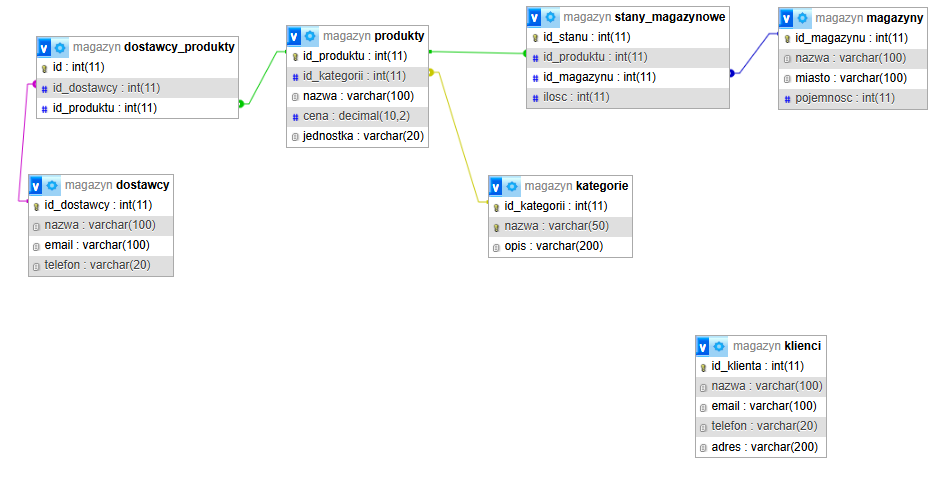 magazyn dostawcy_produkty
id : int(11)
id_dostawcy : int(11)
id_produktu : int(11)
magazyn produkty
id_produktu : int(11)
id_kategorii : int(11)
nazwa : varchar(100)
cena : decimal(10,2)
jednostka : varchar(20)
magazyn stany_magazynowe
id_stanu : int(11)
id_produktu : int(11)
id_magazynu : int(11)
ilosc : int(11)
magazyn magazyny
id_magazynu : int(11)
nazwa : varchar(100)
miasto : varchar(100)
pojemnosc : int(11)
magazyn dostawcy
id_dostawcy : int(11)
nazwa : varchar(100)
email : varchar(100)
telefon : varchar(20)
magazyn kategorie
id_kategorii : int(11)
nazwa : varchar(50)
opis : varchar(200)
magazyn klienci
id_klienta : int(11)
nazwa : varchar(100)
email : varchar(100)
telefon : varchar(20)
adres : varchar(200)